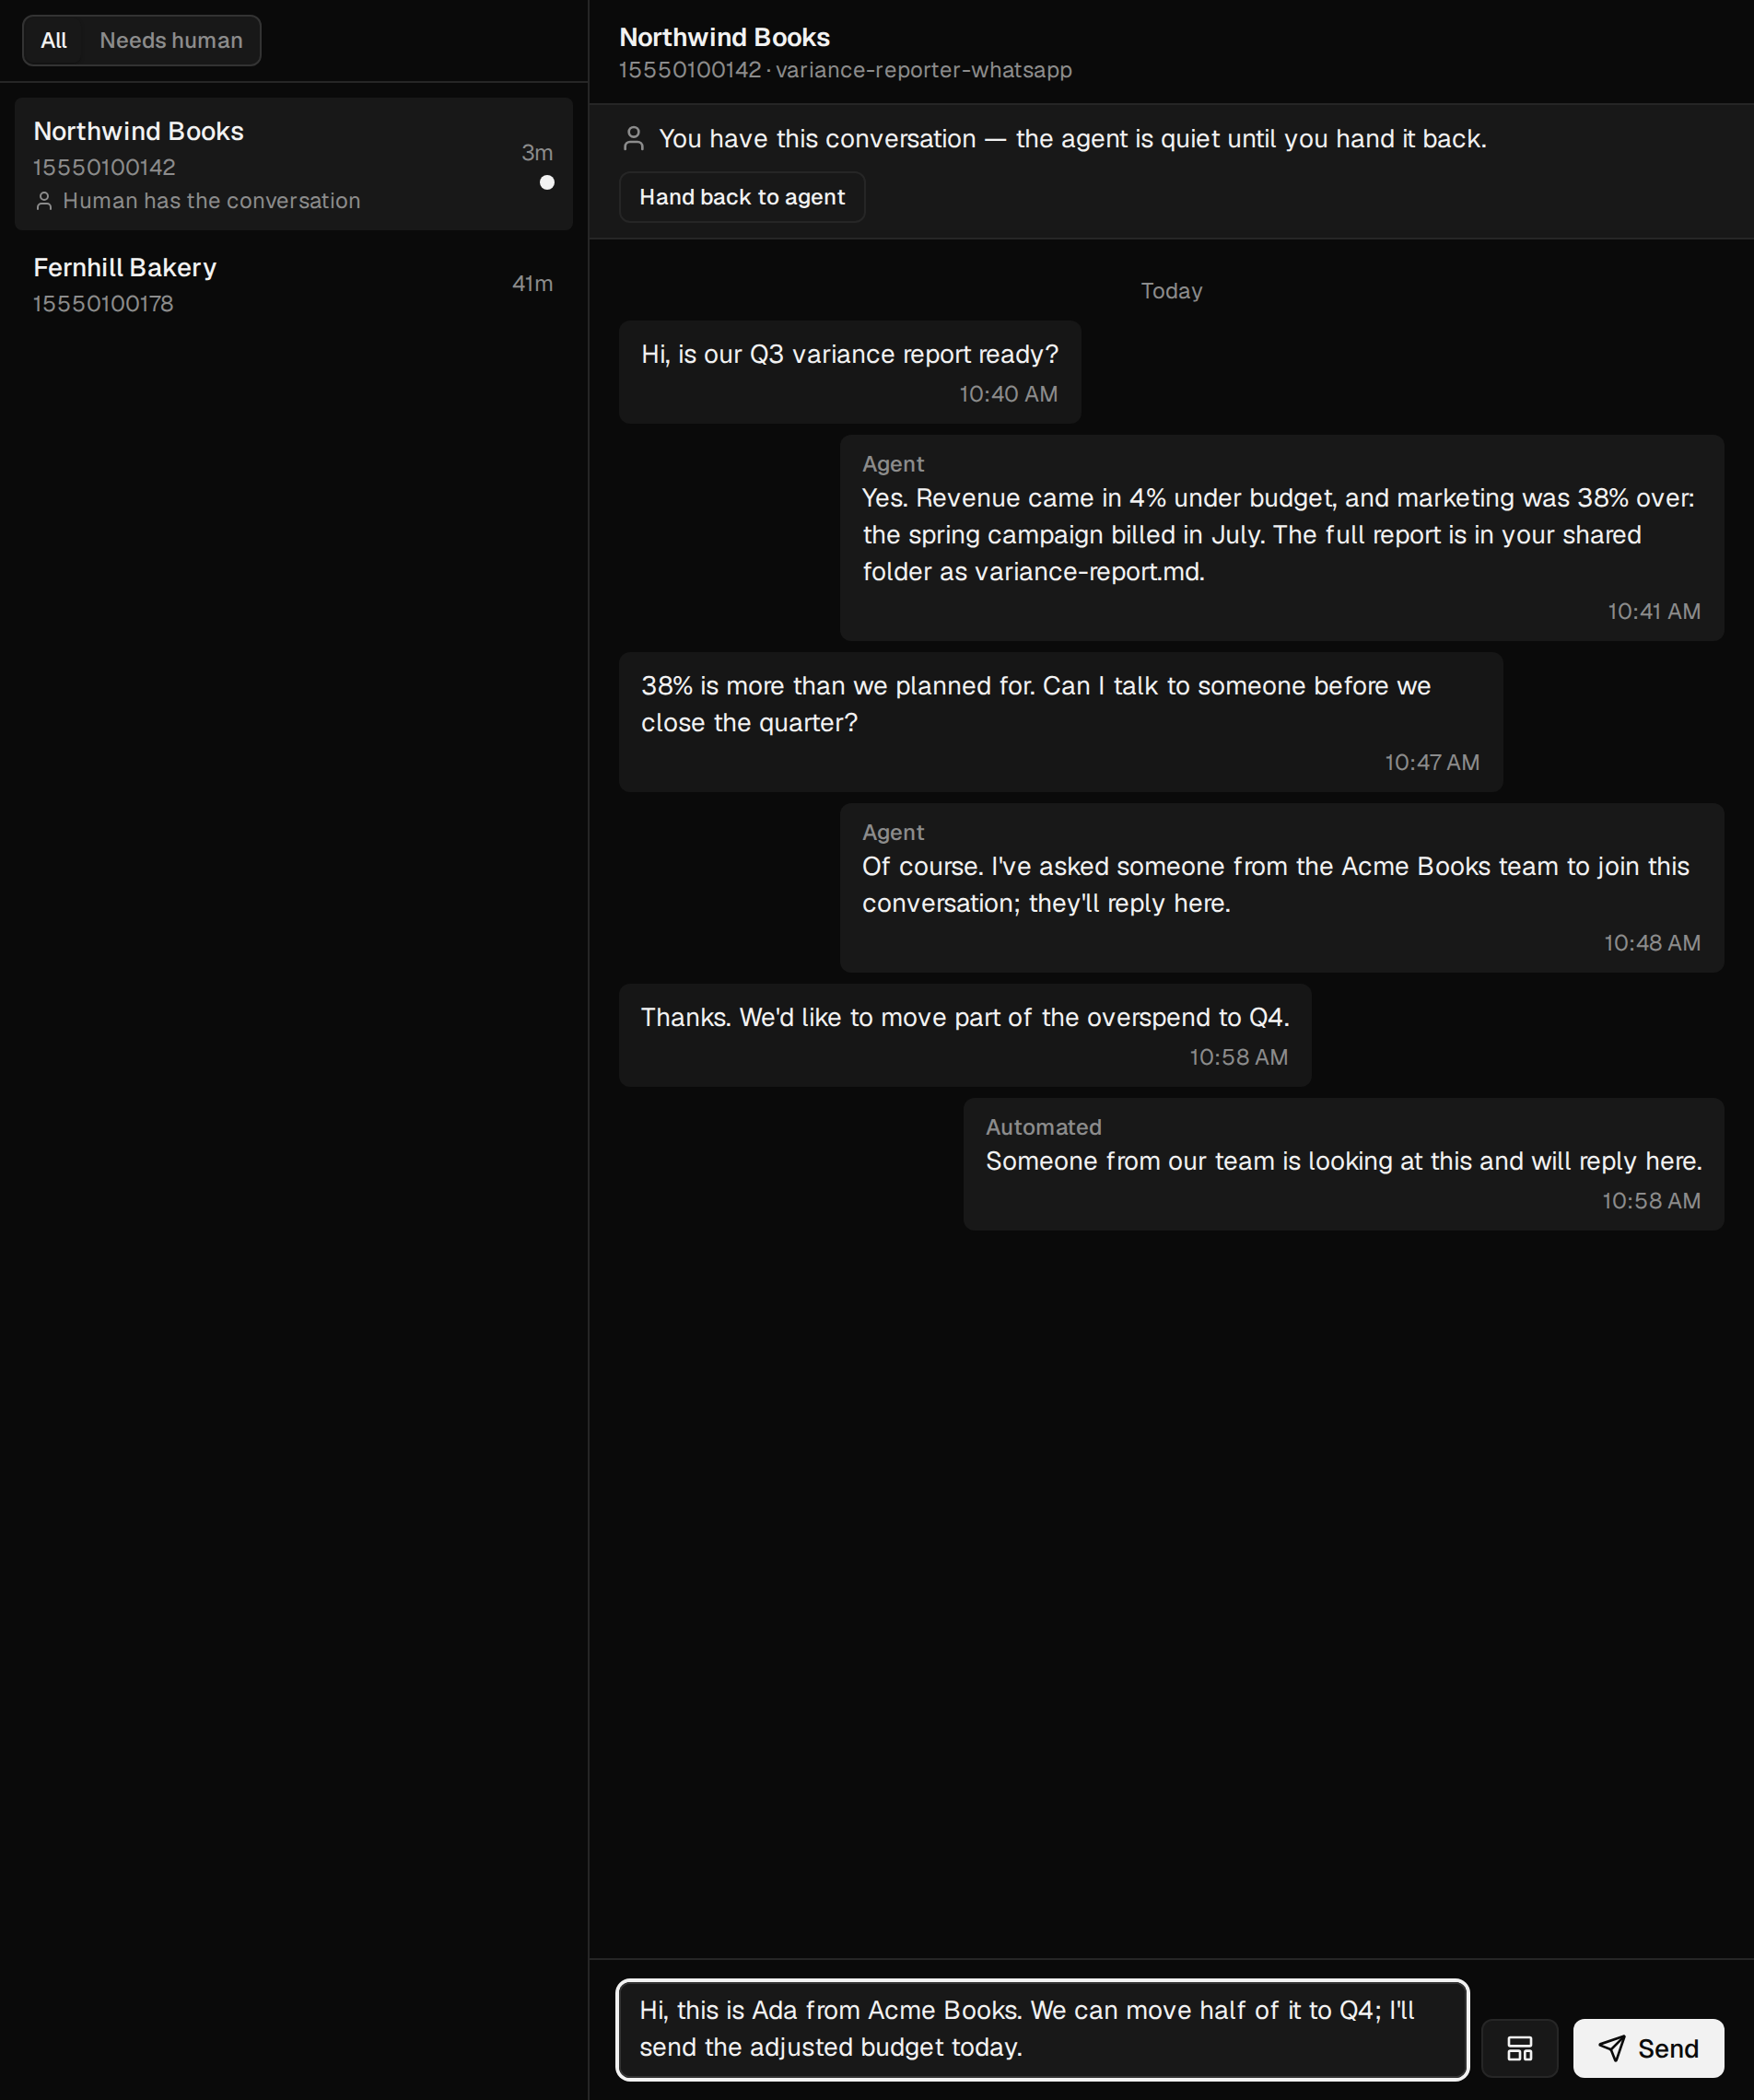 All
Needs human
Northwind Books
15550100142
3m
Human has the conversation
Fernhill Bakery
15550100178
41m
Northwind Books
15550100142 · variance-reporter-whatsapp
You have this conversation — the agent is quiet until you hand it back.
Hand back to agent
Today
Hi, is our Q3 variance report ready?
10:40 AM
Agent
Yes. Revenue came in 4% under budget, and marketing was 38% over:
the spring campaign billed in July. The full report is in your shared
folder as variance-report.md.
10:41 AM
38% is more than we planned for. Can I talk to someone before we
close the quarter?
10:47 AM
Agent
Of course. I've asked someone from the Acme Books team to join this
conversation; they'll reply here.
10:48 AM
Thanks. We'd like to move part of the overspend to Q4.
10:58 AM
Automated
Someone from our team is looking at this and will reply here.
10:58 AM
Hi, this is Ada from Acme Books. We can move half of it to Q4; I'll
send the adjusted budget today.
Send